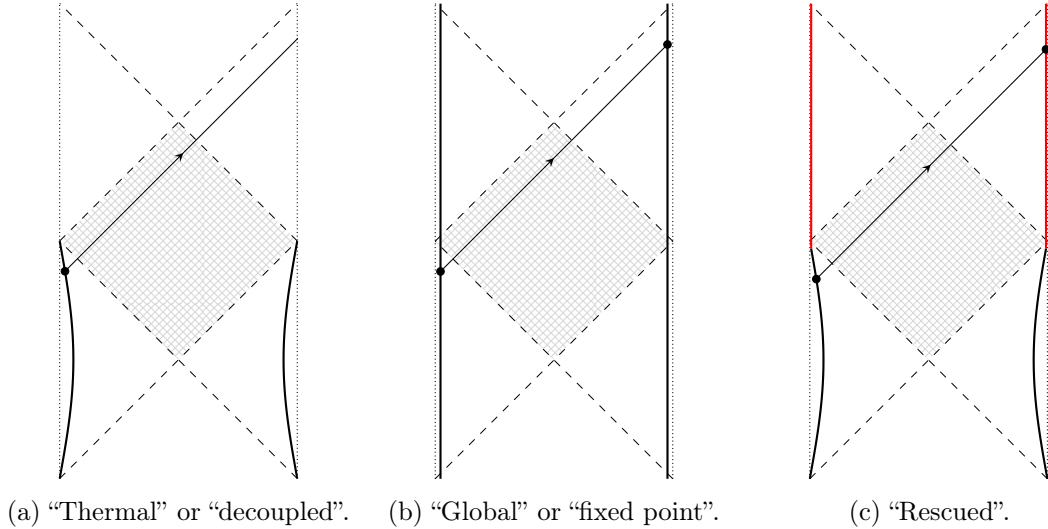 (a) “Thermal” or “decoupled”.
(b) “Global” or “fixed point”.
(c) “Rescued”.